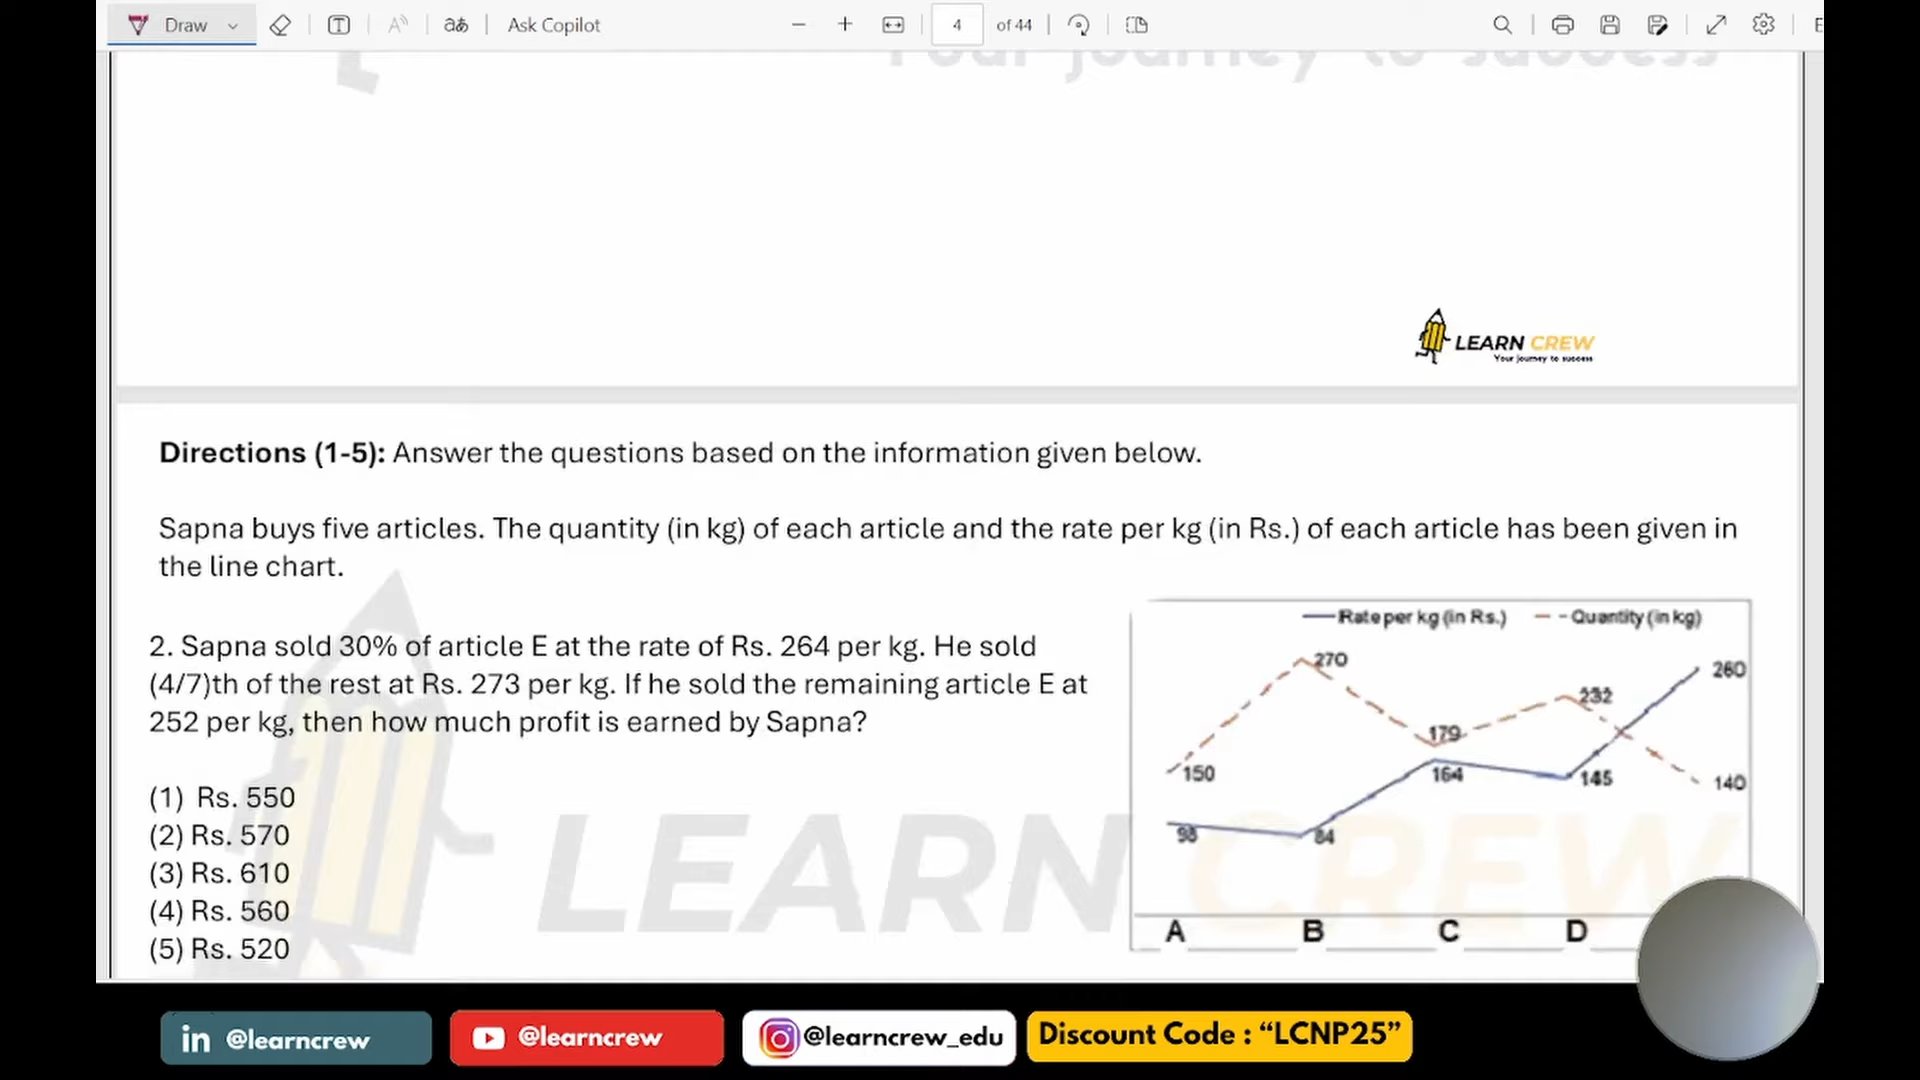 Draw
Ask Copilot
4 of 44
Your journey to success
LEARN CREW
Your journey to success
Directions (1-5): Answer the questions based on the information given below.
Sapna buys five articles. The quantity (in kg) of each article and the rate per kg (in Rs.) of each article has been given in
the line chart.
2. Sapna sold 30% of article E at the rate of Rs. 264 per kg. He sold
(4/7)th of the rest at Rs. 273 per kg. If he sold the remaining article E at
252 per kg, then how much profit is earned by Sapna?
(1) Rs. 550
(2) Rs. 570
(3) Rs. 610
(4) Rs. 560
(5) Rs. 520
Rate per kg (in Rs.) Quantity (in kg)
270
260
232
179
150
164
145
140
98
84
A B C D
LEARN CREW
in @learncrew
@learncrew
@learncrew_edu
Discount Code : “LCNP25”